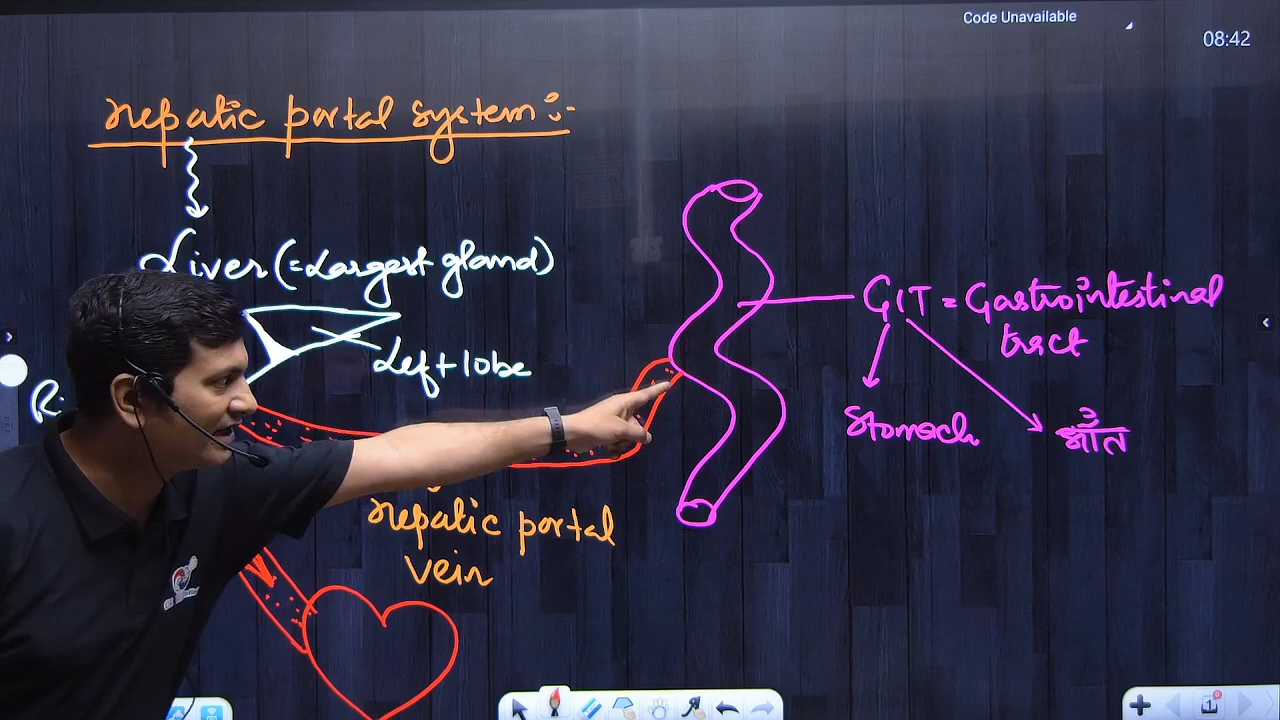 Code Unavailable
08:42
Hepatic portal system :-
Liver (= Largest gland)
Left lobe
R
GIT = Gastrointestinal
tract
Stomach
आँत
Hepatic portal
vein
1